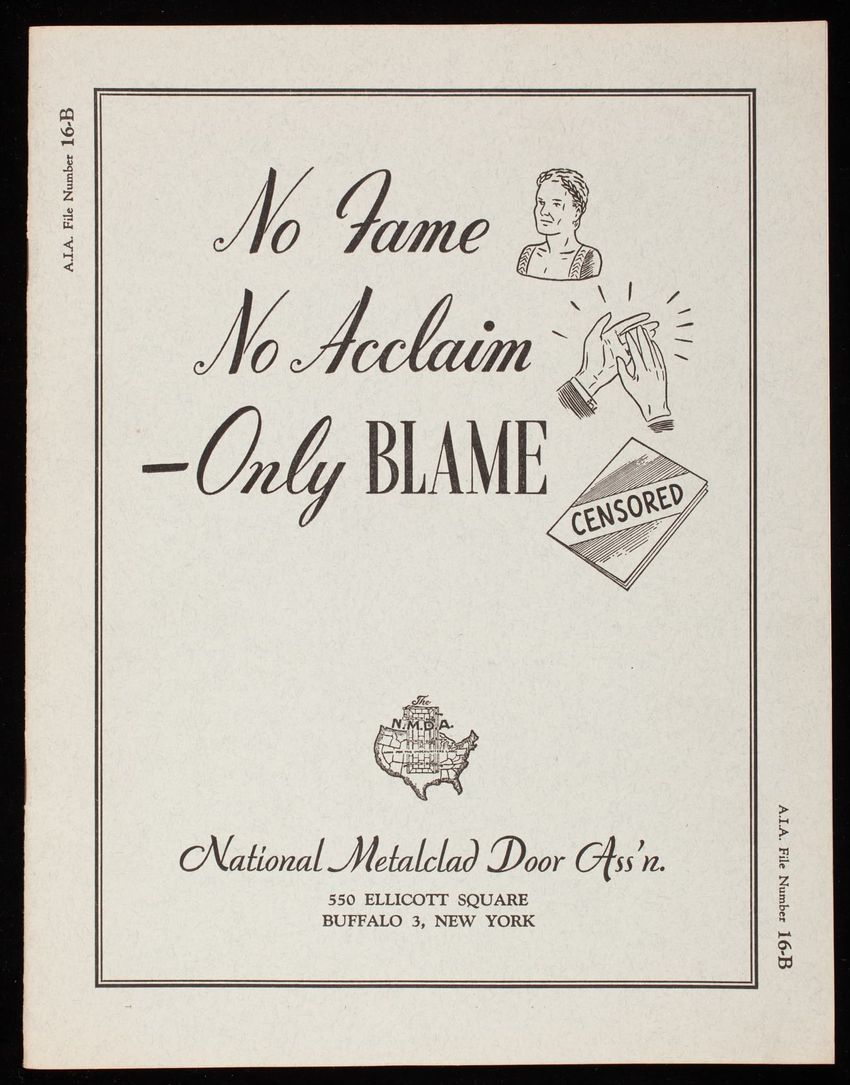 A.I.A. File Number 16-B
No Fame
No Acclaim
—Only BLAME
CENSORED
The
N.M.D.A.
National Metalclad Door Ass'n.
550 ELLICOTT SQUARE
BUFFALO 3, NEW YORK
A.I.A. File Number 16-B